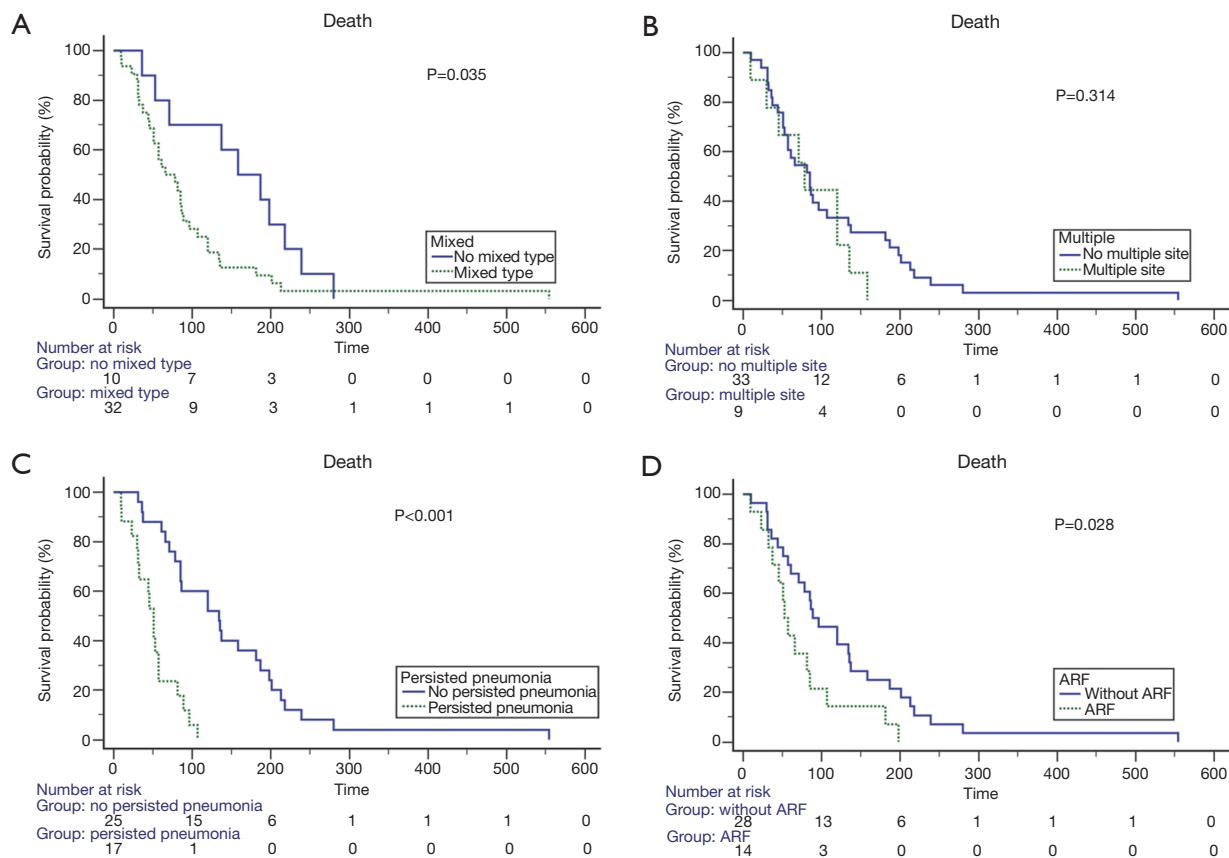 A
Death
100
80
60
40
20
0
Survival probability (%)
P=0.035
Mixed
No mixed type
Mixed type
0 100 200 300 400 500 600
Time
Number at risk
Group: no mixed type
10 7 3 0 0 0 0
Group: mixed type
32 9 3 1 1 1 0
B
Death
100
80
60
40
20
0
Survival probability (%)
P=0.314
Multiple
No multiple site
Multiple site
0 100 200 300 400 500 600
Time
Number at risk
Group: no multiple site
33 12 6 1 1 1 0
Group: multiple site
9 4 0 0 0 0 0
C
Death
100
80
60
40
20
0
Survival probability (%)
P<0.001
Persisted pneumonia
No persisted pneumonia
Persisted pneumonia
0 100 200 300 400 500 600
Time
Number at risk
Group: no persisted pneumonia
25 15 6 1 1 1 0
Group: persisted pneumonia
17 1 0 0 0 0 0
D
Death
100
80
60
40
20
0
Survival probability (%)
P=0.028
ARF
Without ARF
ARF
0 100 200 300 400 500 600
Time
Number at risk
Group: without ARF
28 13 6 1 1 1 0
Group: ARF
14 3 0 0 0 0 0